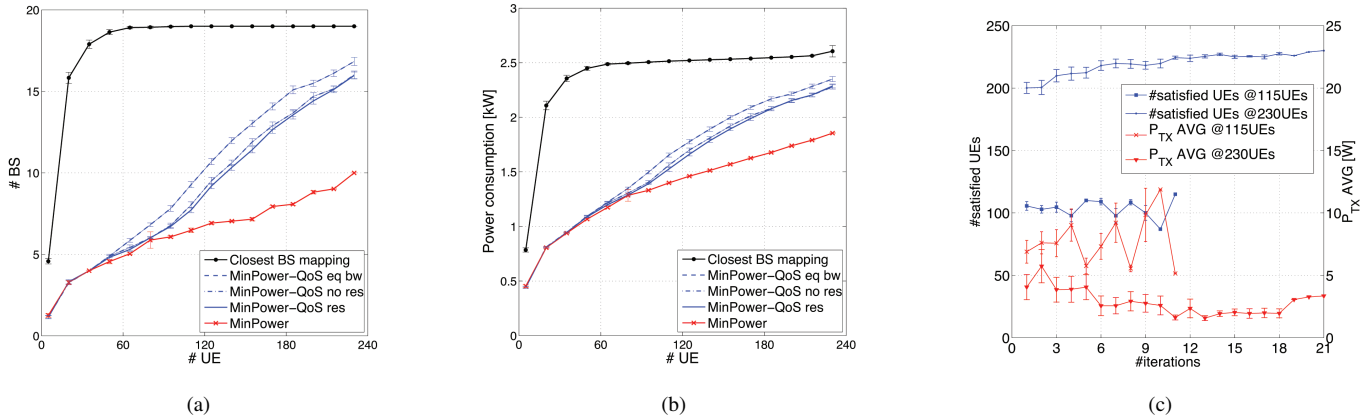 20
15
10
5
0
# BS
0
60
120
180
240
# UE
Closest BS mapping
MinPower-QoS eq bw
MinPower-QoS no res
MinPower-QoS res
MinPower
(a)
3
2.5
2
1.5
1
0.5
0
Power consumption [kW]
0
60
120
180
240
# UE
Closest BS mapping
MinPower-QoS eq bw
MinPower-QoS no res
MinPower-QoS res
MinPower
(b)
250
200
150
100
50
0
#satisfied UEs
25
20
15
10
5
0
P_TX AVG [W]
0
3
6
9
12
15
18
21
#iterations
#satisfied UEs @115UEs
#satisfied UEs @230UEs
P_TX AVG @115UEs
P_TX AVG @230UEs
(c)